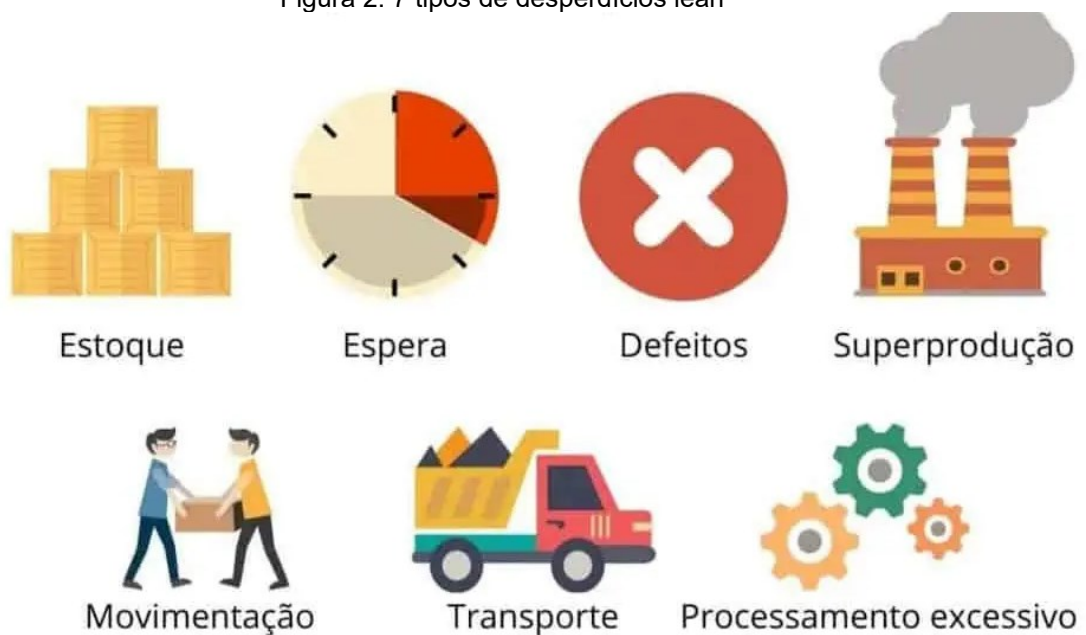 Figura 2: 7 tipos de desperdícios lean
Estoque
Espera
Defeitos
Superprodução
Movimentação
Transporte
Processamento excessivo